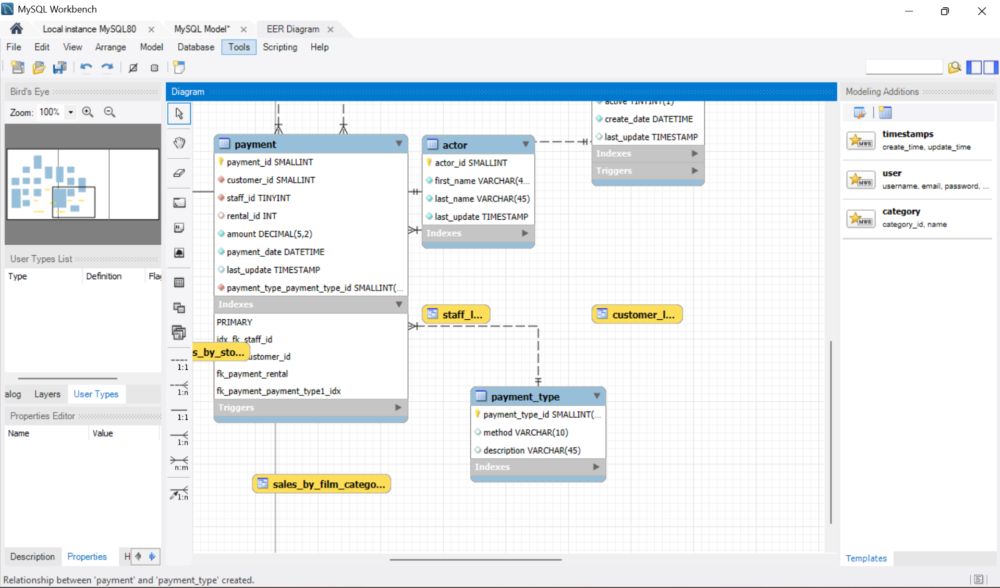 MySQL Workbench
Local instance MySQL80
MySQL Model*
EER Diagram
File Edit View Arrange Model Database Tools Scripting Help
Bird's Eye
Zoom: 100%
User Types List
Type Definition Flag
alog Layers User Types
Properties Editor
Name Value
Description Properties H
Diagram
1:1
1:n
1:1
1:n
n:m
1:n
payment
payment_id SMALLINT
customer_id SMALLINT
staff_id TINYINT
rental_id INT
amount DECIMAL(5,2)
payment_date DATETIME
last_update TIMESTAMP
payment_type_payment_type_id SMALLINT(...
Indexes
PRIMARY
idx_fk_staff_id
ustomer_id
fk_payment_rental
fk_payment_payment_type1_idx
Triggers
s_by_sto...
sales_by_film_catego...
actor
actor_id SMALLINT
first_name VARCHAR(4...
last_name VARCHAR(45)
last_update TIMESTAMP
Indexes
active TINYINT(1)
create_date DATETIME
last_update TIMESTAMP
Indexes
Triggers
staff_l...
customer_l...
payment_type
payment_type_id SMALLINT(...
method VARCHAR(10)
description VARCHAR(45)
Indexes
Modeling Additions
MWB
timestamps
create_time, update_time
MWB
user
username, email, password, ...
MWB
category
category_id, name
Templates
Relationship between 'payment' and 'payment_type' created.